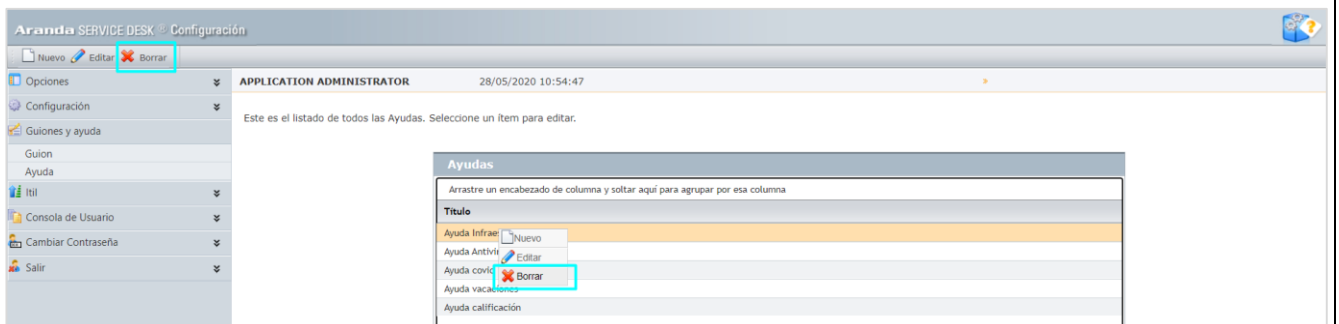 Aranda SERVICE DESK ® Configuración
Nuevo Editar Borrar
Opciones
Configuración
Guiones y ayuda
Guion
Ayuda
Itil
Consola de Usuario
Cambiar Contraseña
Salir
APPLICATION ADMINISTRATOR 28/05/2020 10:54:47 »
Este es el listado de todos las Ayudas. Seleccione un ítem para editar.
Ayudas
Arrastre un encabezado de columna y soltar aquí para agrupar por esa columna
Título
Ayuda Infrae
Ayuda Antivi
Ayuda covid
Ayuda vacaciones
Ayuda calificación
Nuevo
Editar
Borrar